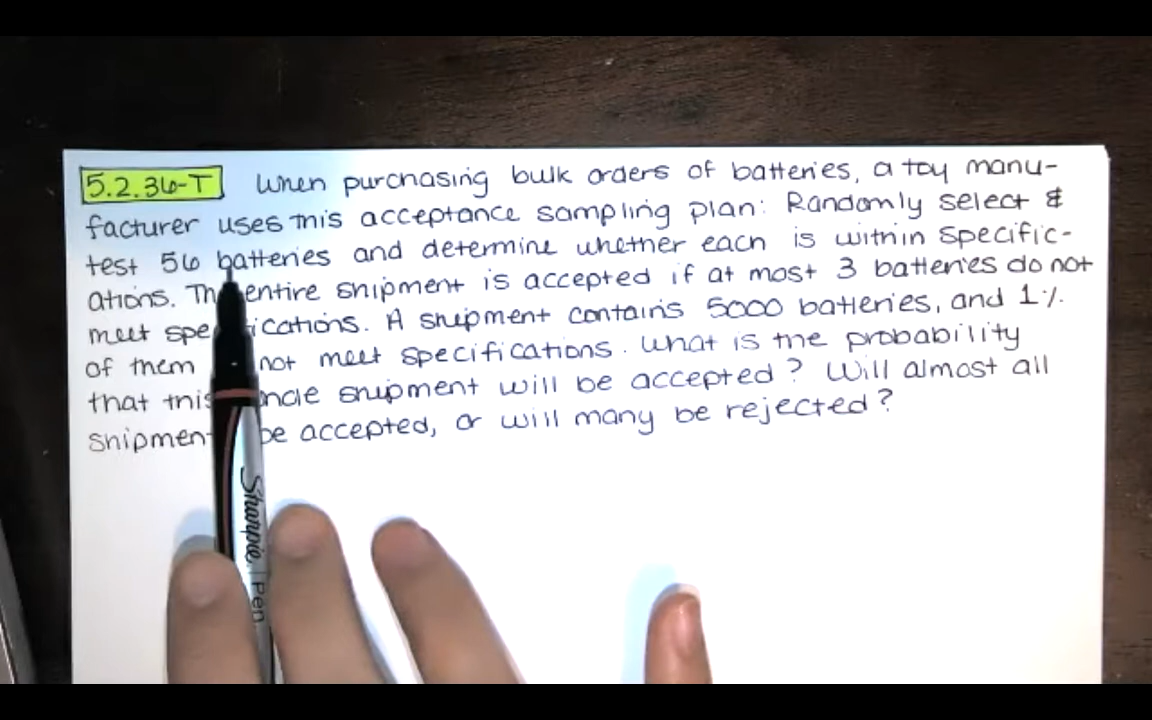 5.2.36-T When purchasing bulk orders of batteries, a toy manu-
facturer uses this acceptance sampling plan: Randomly select &
test 56 batteries and determine whether each is within specific-
ations. The entire shipment is accepted if at most 3 batteries do not
meet specifications. A shipment contains 5000 batteries, and 1%
of them not meet specifications. What is the probability
that this whole shipment will be accepted? Will almost all
shipments be accepted, or will many be rejected?
Sharpie Pen